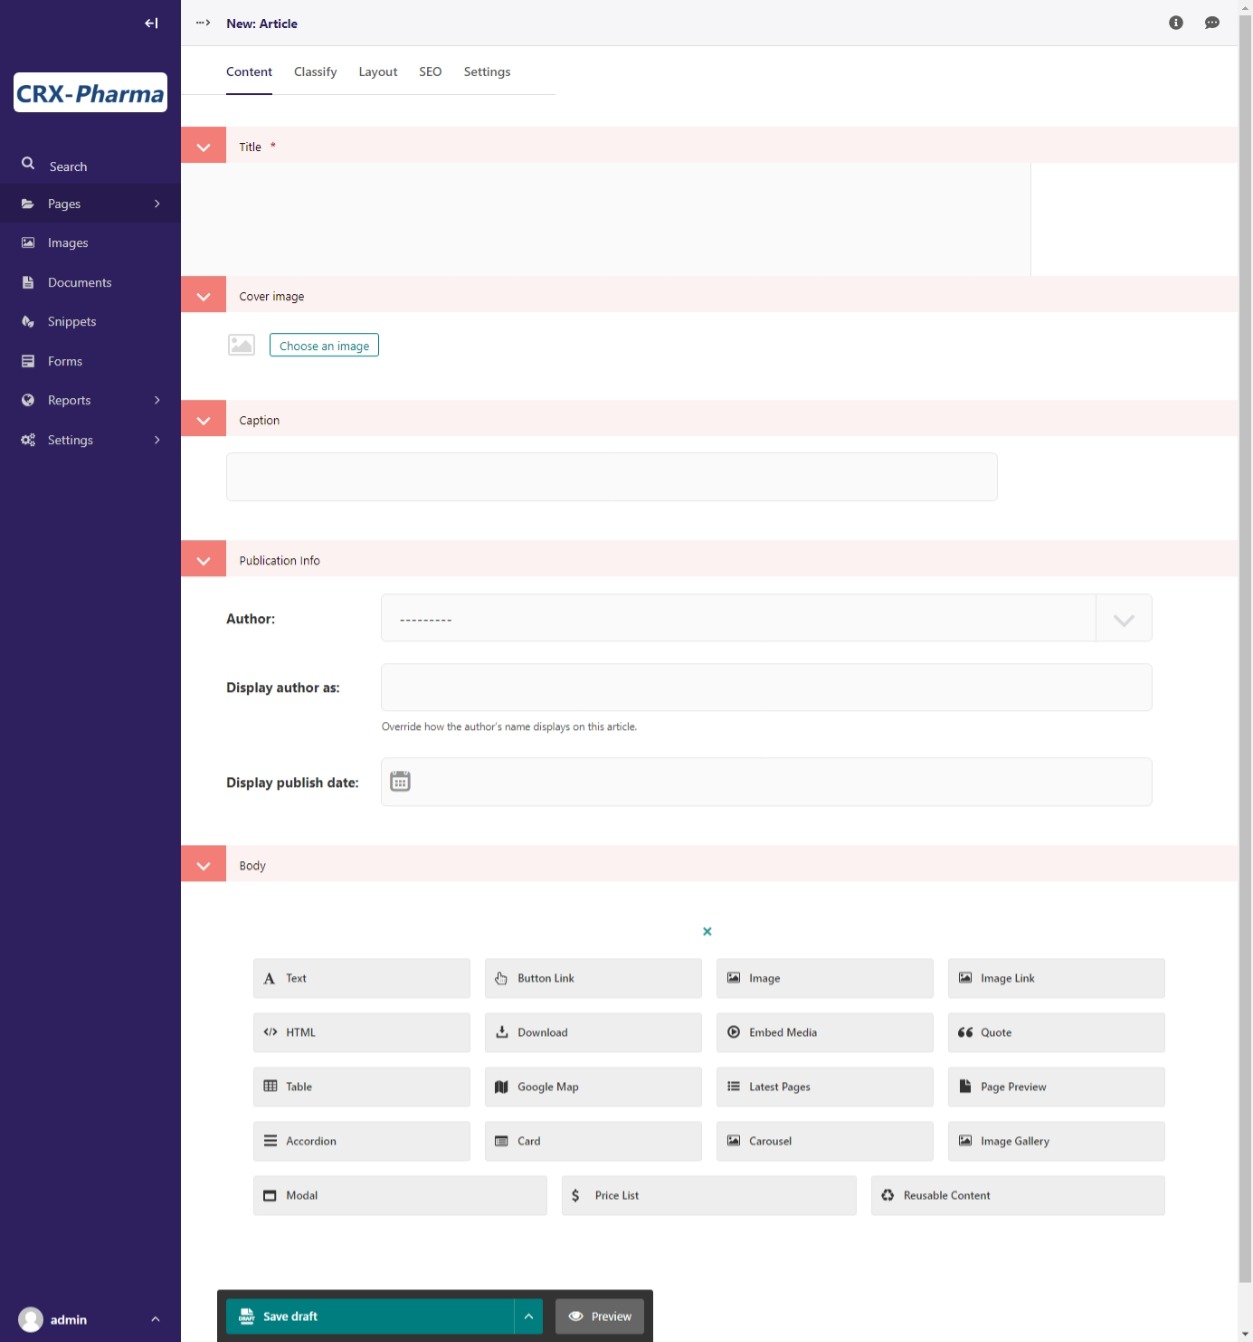 New: Article
CRX-Pharma
Search
Pages
Images
Documents
Snippets
Forms
Reports
Settings
admin
Content Classify Layout SEO Settings
Title *
Cover image
Choose an image
Caption
Publication Info
Author: ---------
Display author as:
Override how the author's name displays on this article.
Display publish date:
Body
Text Button Link Image Image Link
HTML Download Embed Media Quote
Table Google Map Latest Pages Page Preview
Accordion Card Carousel Image Gallery
Modal Price List Reusable Content
DRAFT Save draft Preview